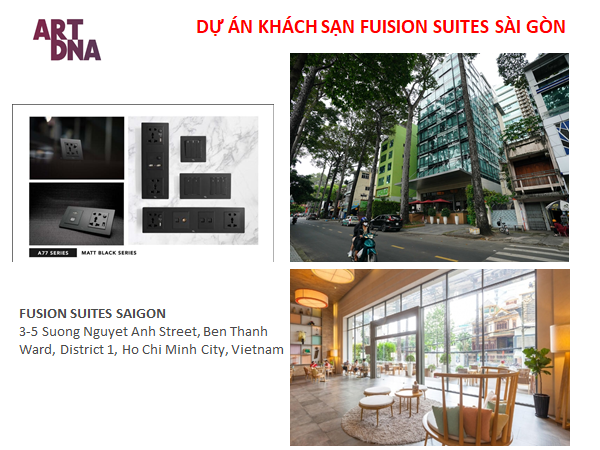 ART
DNA
DỰ ÁN KHÁCH SẠN FUISION SUITES SÀI GÒN
A77 SERIES MATT BLACK SERIES
FUSION SUITES SAIGON
3-5 Suong Nguyet Anh Street, Ben Thanh
Ward, District 1, Ho Chi Minh City, Vietnam